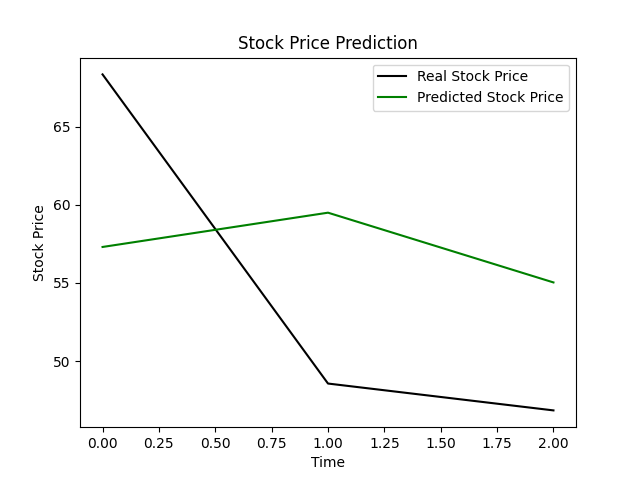 Stock Price Prediction
Real Stock Price
Predicted Stock Price
65
60
55
50
Stock Price
0.00 0.25 0.50 0.75 1.00 1.25 1.50 1.75 2.00
Time